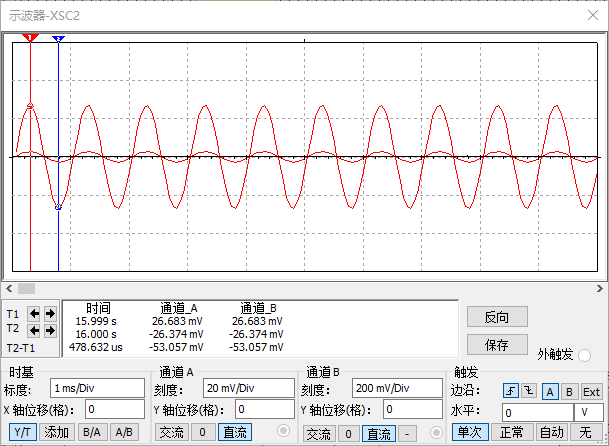 示波器-XSC2
1
2
时间 通道_A 通道_B
T1 15.999 s 26.683 mV 26.683 mV
T2 16.000 s -26.374 mV -26.374 mV
T2-T1 478.632 us -53.057 mV -53.057 mV
反向
保存
外触发
时基
标度: 1 ms/Div
X 轴位移(格): 0
Y/T 添加 B/A A/B
通道 A
刻度: 20 mV/Div
Y 轴位移(格): 0
交流 0 直流
通道 B
刻度: 200 mV/Div
Y 轴位移(格): 0
交流 0 直流 -
触发
边沿: A B Ext
水平: 0 V
单次 正常 自动 无